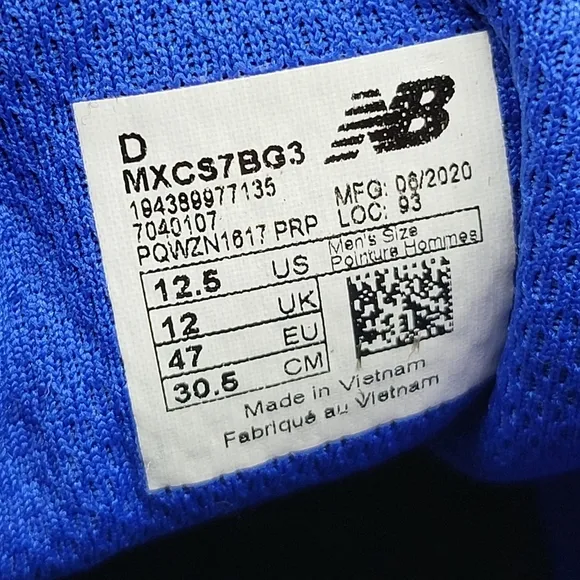 D
NB
MXCS7BG3
194389977135
7040107
PQWZN1617 PRP
MFG: 06/2020
LOC: 93
Men's Size
Pointure Hommes
12.5 US
12 UK
47 EU
30.5 CM
Made in Vietnam
Fabriqué au Vietnam